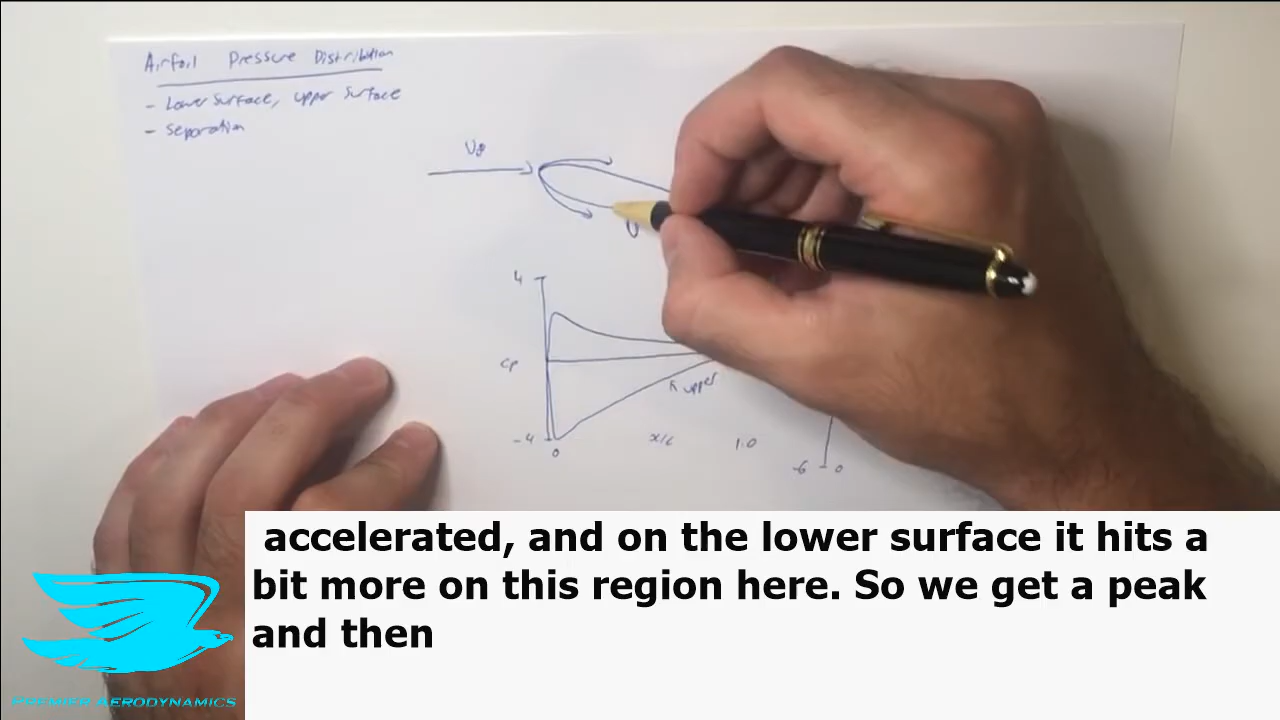 Airfoil Pressure Distribution
- Lower surface, upper surface
- Separation
U∞
4
Cp
upper
-4
0
x/c
1.0
-6
0
accelerated, and on the lower surface it hits a
bit more on this region here. So we get a peak
and then
PREMIER AERODYNAMICS